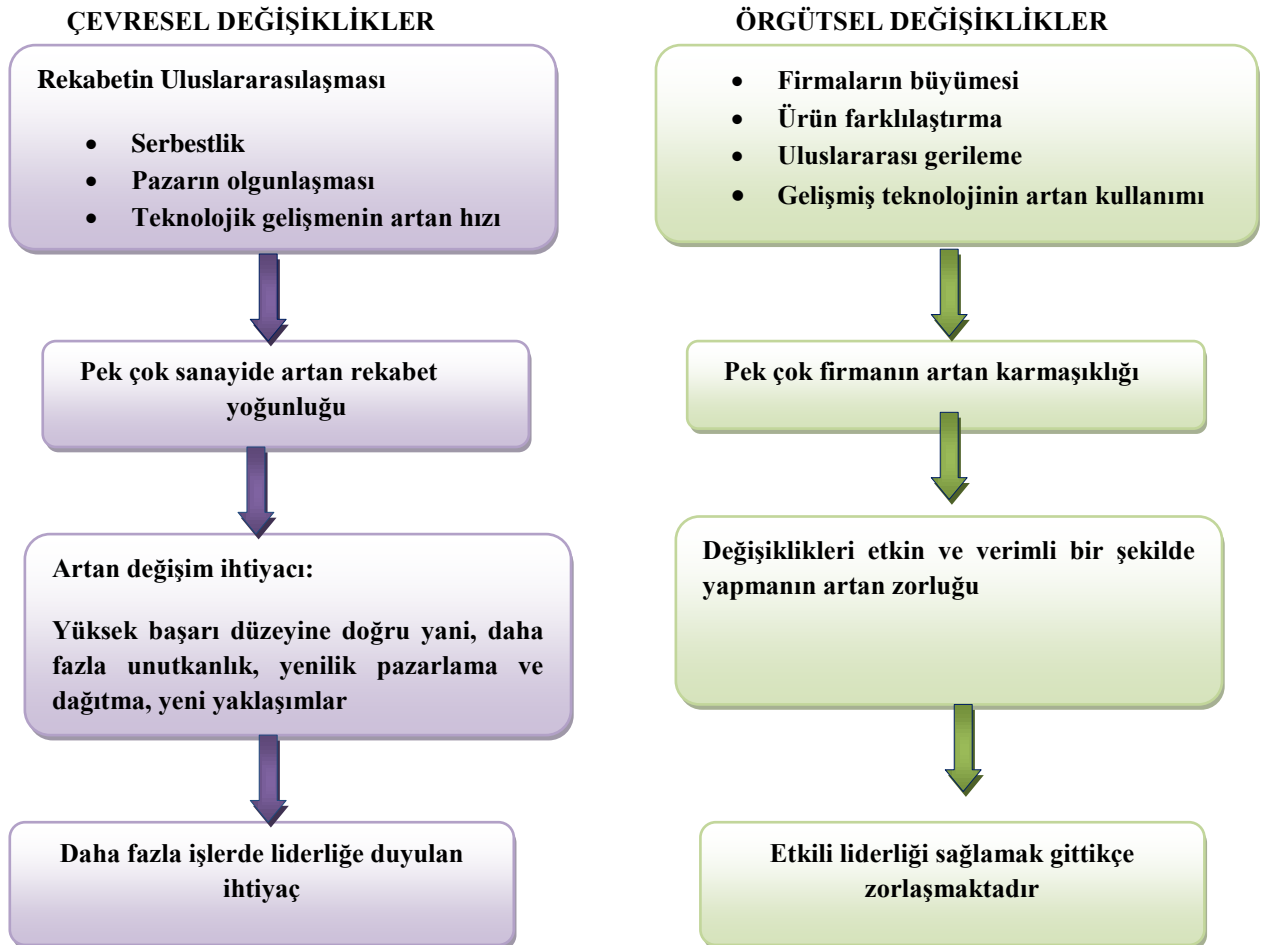 ÇEVRESEL DEĞİŞİKLİKLER
Rekabetin Uluslararasılaşması
• Serbestlik
• Pazarın olgunlaşması
• Teknolojik gelişmenin artan hızı
Pek çok sanayide artan rekabet
yoğunluğu
Artan değişim ihtiyacı:
Yüksek başarı düzeyine doğru yani, daha
fazla unutkanlık, yenilik pazarlama ve
dağıtma, yeni yaklaşımlar
Daha fazla işlerde liderliğe duyulan
ihtiyaç
ÖRGÜTSEL DEĞİŞİKLİKLER
• Firmaların büyümesi
• Ürün farklılaştırma
• Uluslararası gerileme
• Gelişmiş teknolojinin artan kullanımı
Pek çok firmanın artan karmaşıklığı
Değişiklikleri etkin ve verimli bir şekilde
yapmanın artan zorluğu
Etkili liderliği sağlamak gittikçe
zorlaşmaktadır